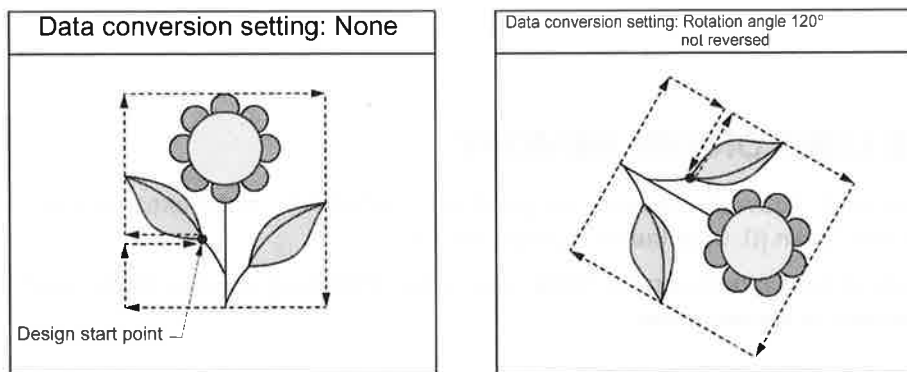 Data conversion setting: None
Design start point
Data conversion setting: Rotation angle 120°
not reversed